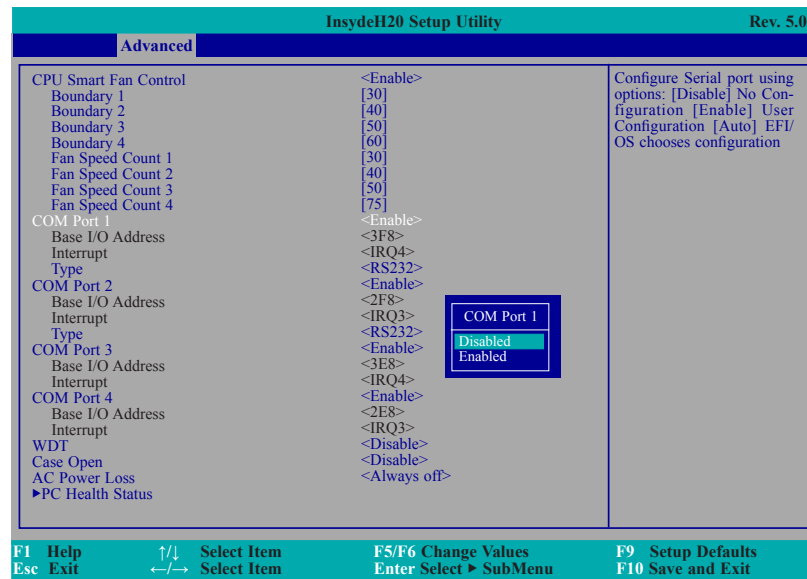 InsydeH20 Setup Utility Rev. 5.0
Advanced
CPU Smart Fan Control <Enable>
Boundary 1 [30]
Boundary 2 [40]
Boundary 3 [50]
Boundary 4 [60]
Fan Speed Count 1 [30]
Fan Speed Count 2 [40]
Fan Speed Count 3 [50]
Fan Speed Count 4 [75]
COM Port 1 <Enable>
Base I/O Address <3F8>
Interrupt <IRQ4>
Type <RS232>
COM Port 2 <Enable>
Base I/O Address <2F8>
Interrupt <IRQ3>
Type <RS232>
COM Port 3 <Enable>
Base I/O Address <3E8>
Interrupt <IRQ4>
COM Port 4 <Enable>
Base I/O Address <2E8>
Interrupt <IRQ3>
WDT <Disable>
Case Open <Disable>
AC Power Loss <Always off>
▶PC Health Status
COM Port 1
Disabled
Enabled
Configure Serial port using
options: [Disable] No Con-
figuration [Enable] User
Configuration [Auto] EFI/
OS chooses configuration
F1 Help ↑/↓ Select Item F5/F6 Change Values F9 Setup Defaults
Esc Exit ←/→ Select Item Enter Select ▶ SubMenu F10 Save and Exit